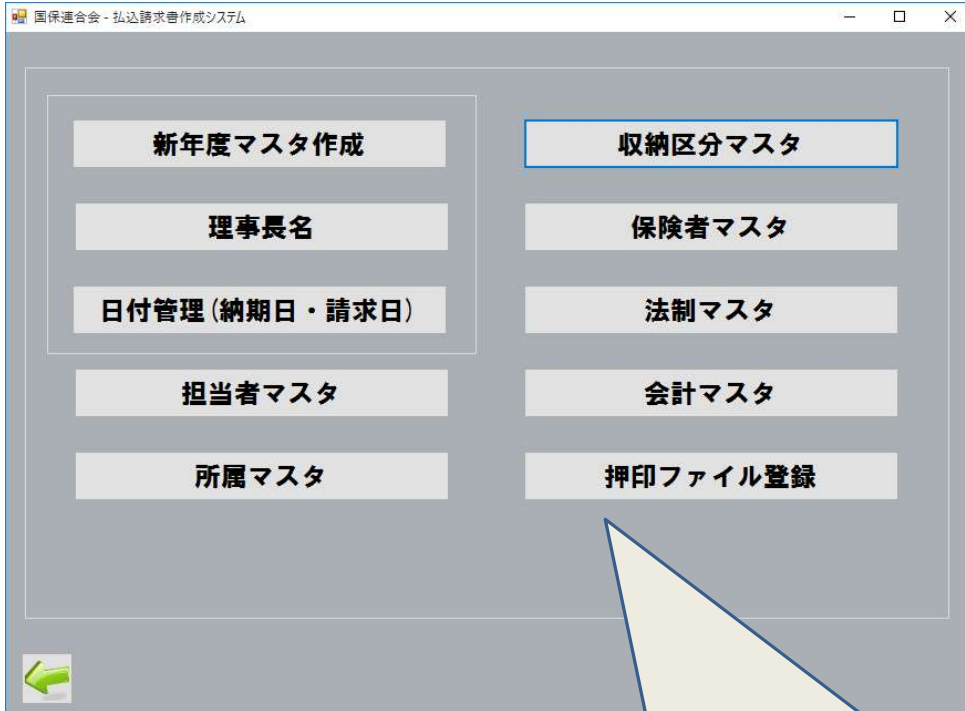 国保連合会 - 払込請求書作成システム
新年度マスタ作成
理事長名
日付管理(納期日・請求日)
担当者マスタ
所属マスタ
収納区分マスタ
保険者マスタ
法制マスタ
会計マスタ
押印ファイル登録